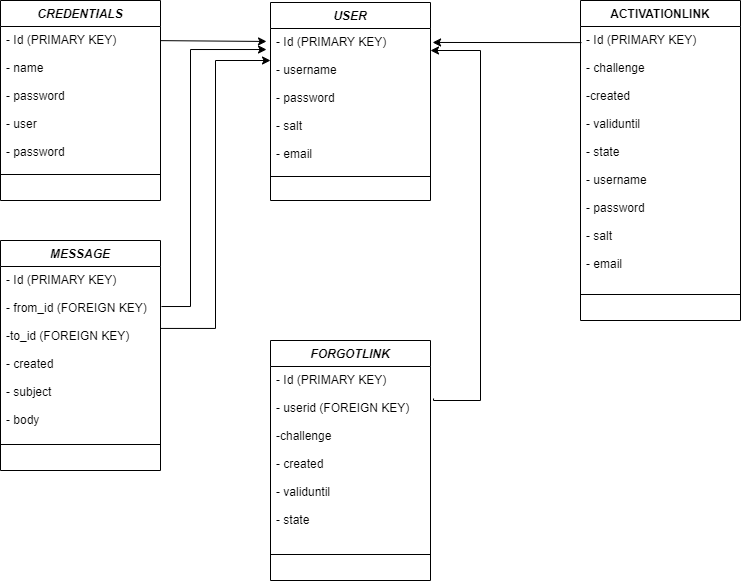 CREDENTIALS
- Id (PRIMARY KEY)
- name
- password
- user
- password
USER
- Id (PRIMARY KEY)
- username
- password
- salt
- email
ACTIVATIONLINK
- Id (PRIMARY KEY)
- challenge
-created
- validuntil
- state
- username
- password
- salt
- email
MESSAGE
- Id (PRIMARY KEY)
- from_id (FOREIGN KEY)
-to_id (FOREIGN KEY)
- created
- subject
- body
FORGOTLINK
- Id (PRIMARY KEY)
- userid (FOREIGN KEY)
-challenge
- created
- validuntil
- state